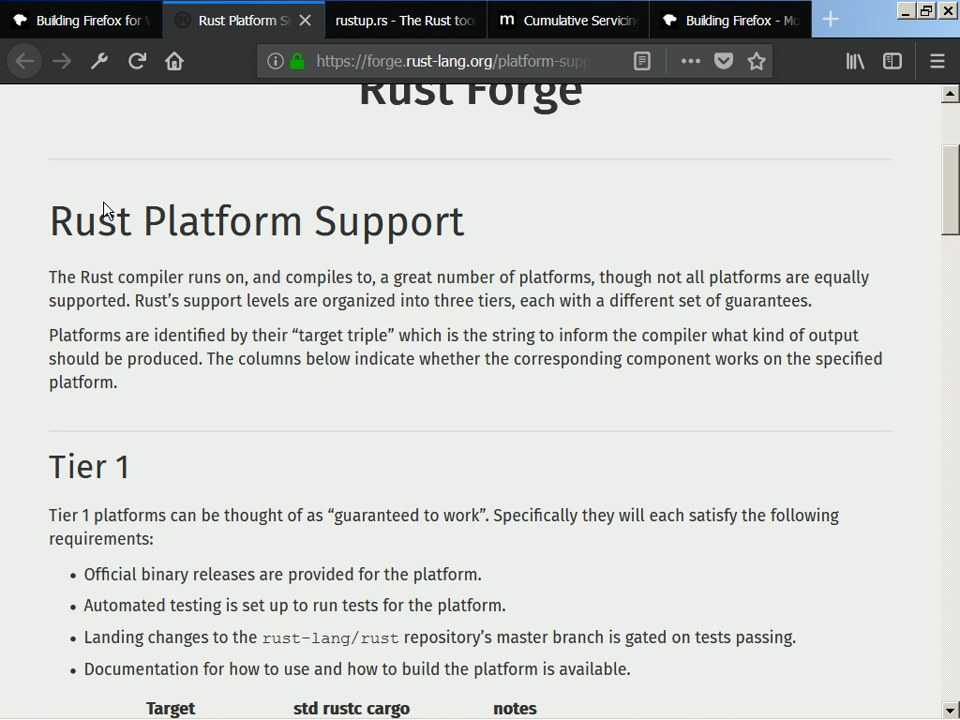 Building Firefox for
Rust Platform S
rustup.rs - The Rust too
Cumulative Servicin
Building Firefox - Mo
https://forge.rust-lang.org/platform-supp
Rust Forge
Rust Platform Support
The Rust compiler runs on, and compiles to, a great number of platforms, though not all platforms are equally
supported. Rust’s support levels are organized into three tiers, each with a different set of guarantees.
Platforms are identified by their “target triple” which is the string to inform the compiler what kind of output
should be produced. The columns below indicate whether the corresponding component works on the specified
platform.
Tier 1
Tier 1 platforms can be thought of as “guaranteed to work”. Specifically they will each satisfy the following
requirements:
• Official binary releases are provided for the platform.
• Automated testing is set up to run tests for the platform.
• Landing changes to the rust-lang/rust repository’s master branch is gated on tests passing.
• Documentation for how to use and how to build the platform is available.
Target std rustc cargo notes